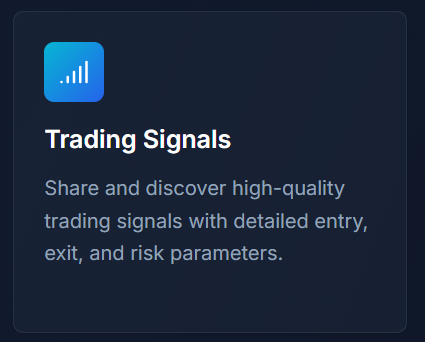 Trading Signals
Share and discover high-quality
trading signals with detailed entry,
exit, and risk parameters.